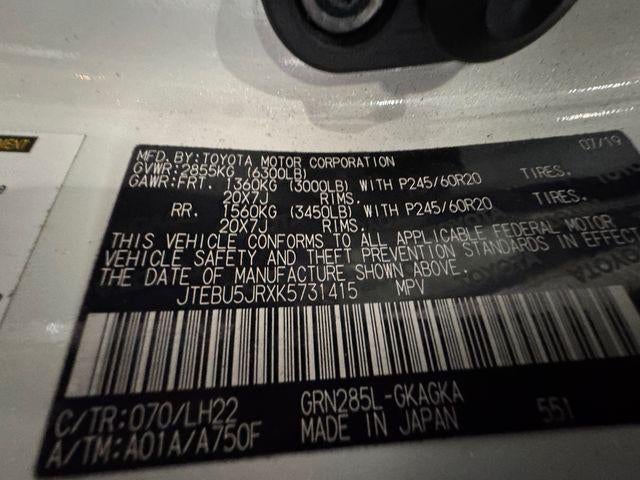 07/19
MFD.BY:TOYOTA MOTOR CORPORATION
GVWR:2855KG (6300LB)
GAWR:FRT. 1360KG (3000LB) WITH P245/60R20 TIRES.
20X7J RIMS.
RR. 1560KG (3450LB) WITH P245/60R20 TIRES.
20X7J RIMS.
THIS VEHICLE CONFORMS TO ALL APPLICABLE FEDERAL MOTOR
VEHICLE SAFETY AND THEFT PREVENTION STANDARDS IN EFFECT
THE DATE OF MANUFACTURE SHOWN ABOVE.
JTEBU5JRXK5731415 MPV
C/TR:070/LH22 GRN285L-GKAGKA 551
A/TM:A01A/A750F MADE IN JAPAN